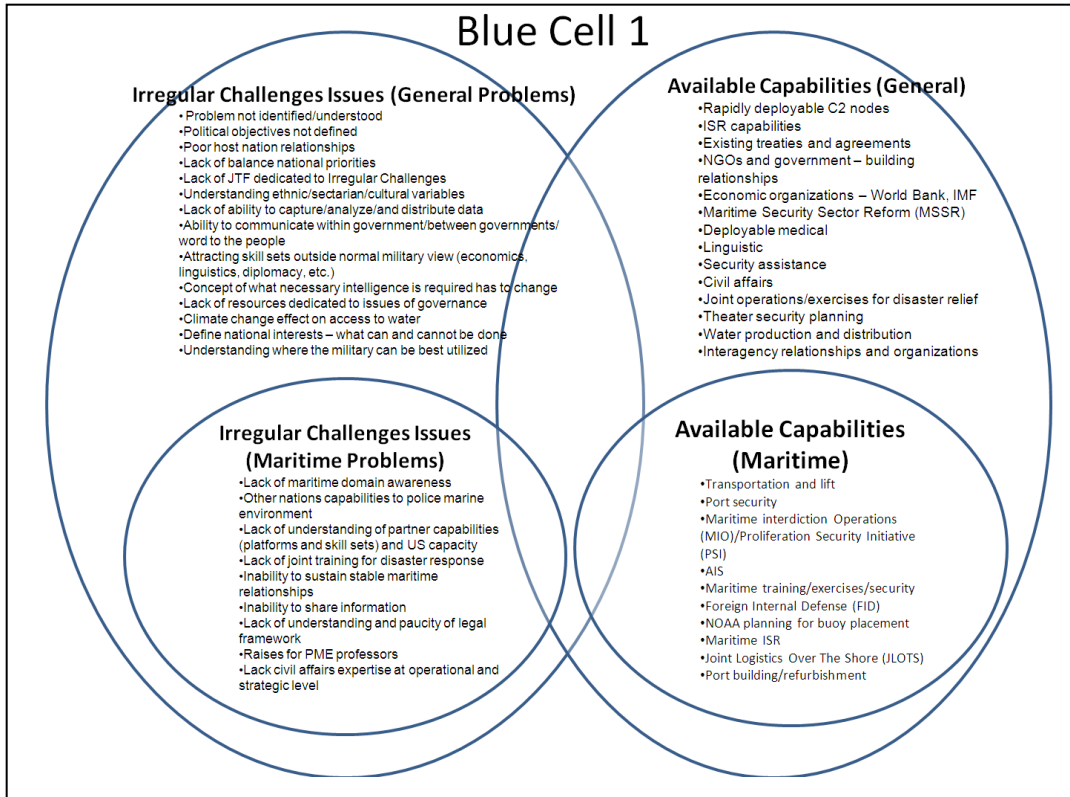 Blue Cell 1
Irregular Challenges Issues (General Problems)
•Problem not identified/understood
•Political objectives not defined
•Poor host nation relationships
•Lack of balance national priorities
•Lack of JTF dedicated to Irregular Challenges
•Understanding ethnic/sectarian/cultural variables
•Lack of ability to capture/analyze/and distribute data
•Ability to communicate within government/between governments/
word to the people
•Attracting skill sets outside normal military view (economics,
linguistics, diplomacy, etc.)
•Concept of what necessary intelligence is required has to change
•Lack of resources dedicated to issues of governance
•Climate change effect on access to water
•Define national interests – what can and cannot be done
•Understanding where the military can be best utilized
Available Capabilities (General)
•Rapidly deployable C2 nodes
•ISR capabilities
•Existing treaties and agreements
•NGOs and government – building
relationships
•Economic organizations – World Bank, IMF
•Maritime Security Sector Reform (MSSR)
•Deployable medical
•Linguistic
•Security assistance
•Civil affairs
•Joint operations/exercises for disaster relief
•Theater security planning
•Water production and distribution
•Interagency relationships and organizations
Irregular Challenges Issues
(Maritime Problems)
•Lack of maritime domain awareness
•Other nations capabilities to police marine
environment
•Lack of understanding of partner capabilities
(platforms and skill sets) and US capacity
•Lack of joint training for disaster response
•Inability to sustain stable maritime
relationships
•Inability to share information
•Lack of understanding and paucity of legal
framework
•Raises for PME professors
•Lack civil affairs expertise at operational and
strategic level
Available Capabilities
(Maritime)
•Transportation and lift
•Port security
•Maritime interdiction Operations
(MIO)/Proliferation Security Initiative
(PSI)
•AIS
•Maritime training/exercises/security
•Foreign Internal Defense (FID)
•NOAA planning for buoy placement
•Maritime ISR
•Joint Logistics Over The Shore (JLOTS)
•Port building/refurbishment